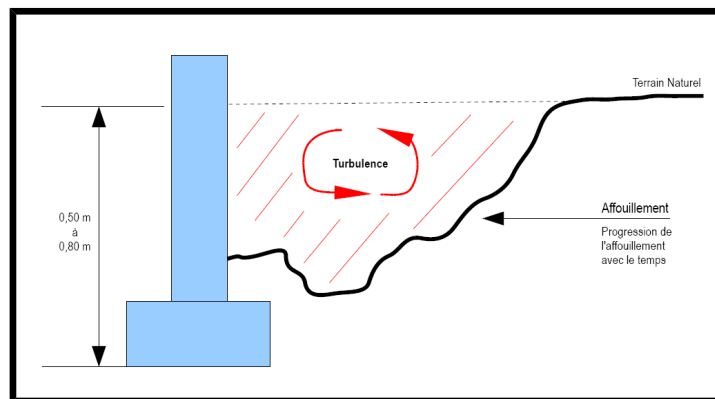 Terrain Naturel
Turbulence
0,50 m
à
0,80 m
Affouillement
Progression de
l'affouillement
avec le temps